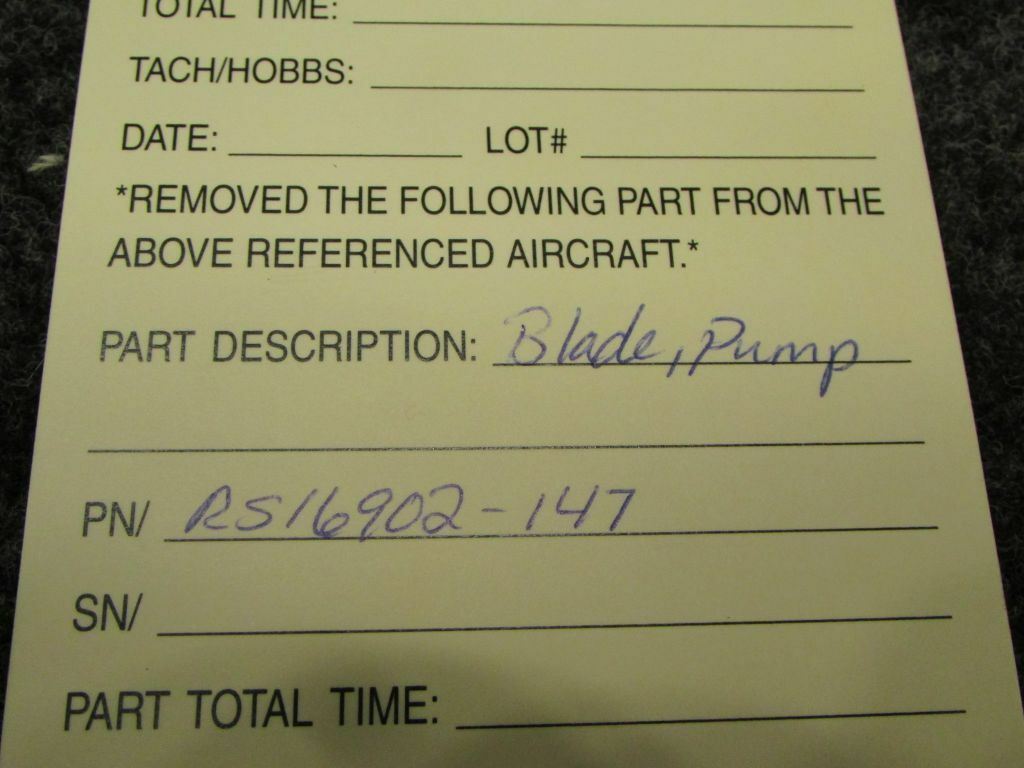 TOTAL TIME:
TACH/HOBBS:
DATE: LOT#
*REMOVED THE FOLLOWING PART FROM THE
ABOVE REFERENCED AIRCRAFT.*
PART DESCRIPTION: Blade, Pump
PN/ RS16902-147
SN/
PART TOTAL TIME: